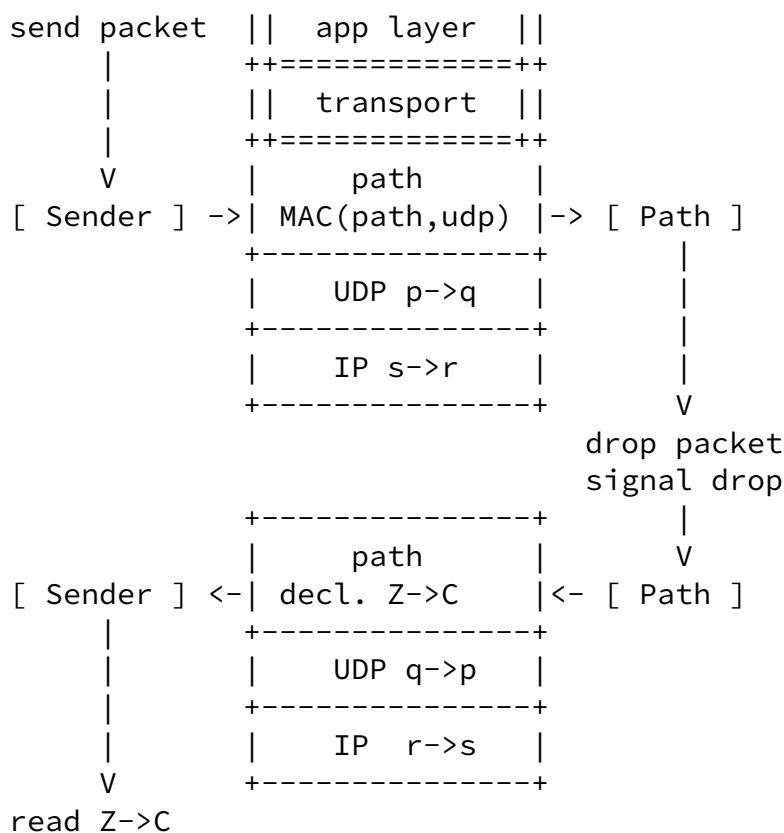 send packet  ||  app layer  ||
     |       ++=============++
     |       ||  transport  ||
     |       ++=============++
     V       |     path      |
[ Sender ] ->| MAC(path,udp) |-> [ Path ]
             +---------------+       |
             |    UDP p->q   |       |
             +---------------+       |
             |    IP s->r    |       |
             +---------------+       V
                                drop packet
                                signal drop
             +---------------+       |
             |     path      |       V
[ Sender ] <-| decl. Z->C    |<- [ Path ]
     |       +---------------+
     |       |    UDP q->p   |
     |       +---------------+
     |       |    IP  r->s   |
     V       +---------------+
read Z->C